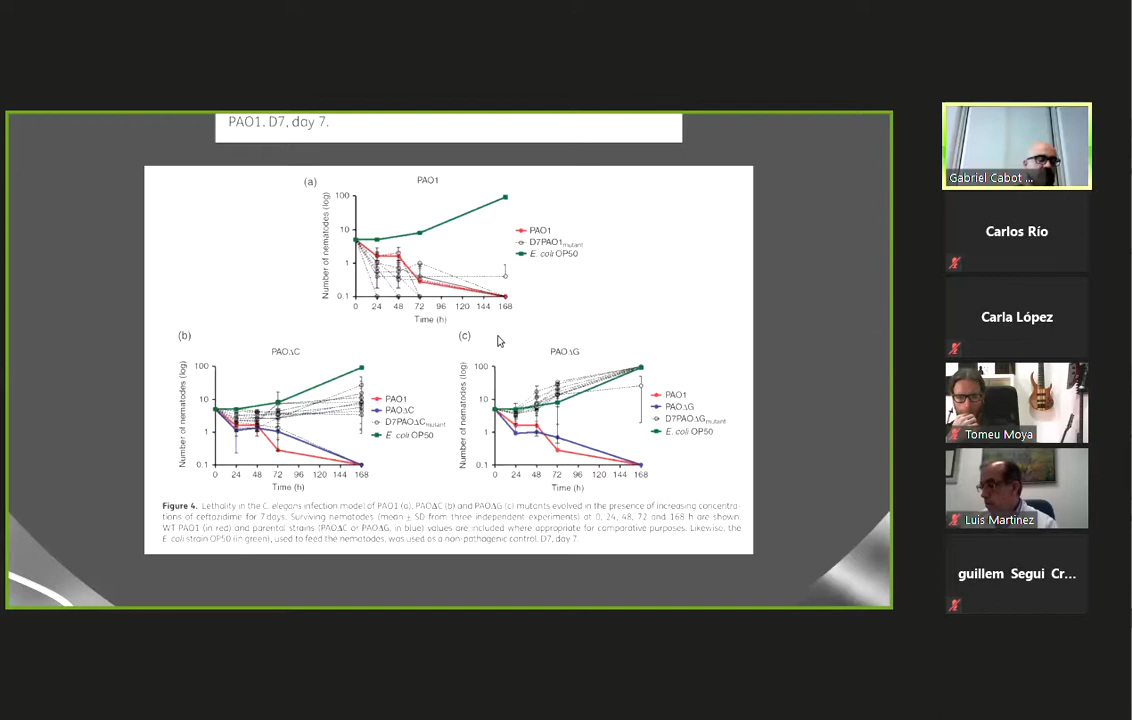 PAO1. D7, day 7.
(a)
PAO1
Number of nematodes (log)
100
10
1
0.1
0 24 48 72 96 120 144 168
Time (h)
PAO1
D7PAO1mutant
E. coli OP50
(b)
PAOΔC
Number of nematodes (log)
100
10
1
0.1
0 24 48 72 96 120 144 168
Time (h)
PAO1
PAOΔC
D7PAOΔCmutant
E. coli OP50
(c)
PAOΔG
Number of nematodes (log)
100
10
1
0.1
0 24 48 72 96 120 144 168
Time (h)
PAO1
PAOΔG
D7PAOΔGmutant
E. coli OP50
Figure 4. Lethality in the C. elegans infection model of PAO1 (a), PAOΔC (b) and PAOΔG (c) mutants evolved in the presence of increasing concentra-
tions of ceftazidime for 7 days. Surviving nematodes (mean ± SD from three independent experiments) at 0, 24, 48, 72 and 168 h are shown.
WT PAO1 (in red) and parental strains (PAOΔC or PAOΔG, in blue) values are included where appropriate for comparative purposes. Likewise, the
E. coli strain OP50 (in green), used to feed the nematodes, was used as a non-pathogenic control. D7, day 7.
Gabriel Cabot ...
Carlos Río
Carla López
Tomeu Moya
Luis Martinez
guillem Segui Cr...